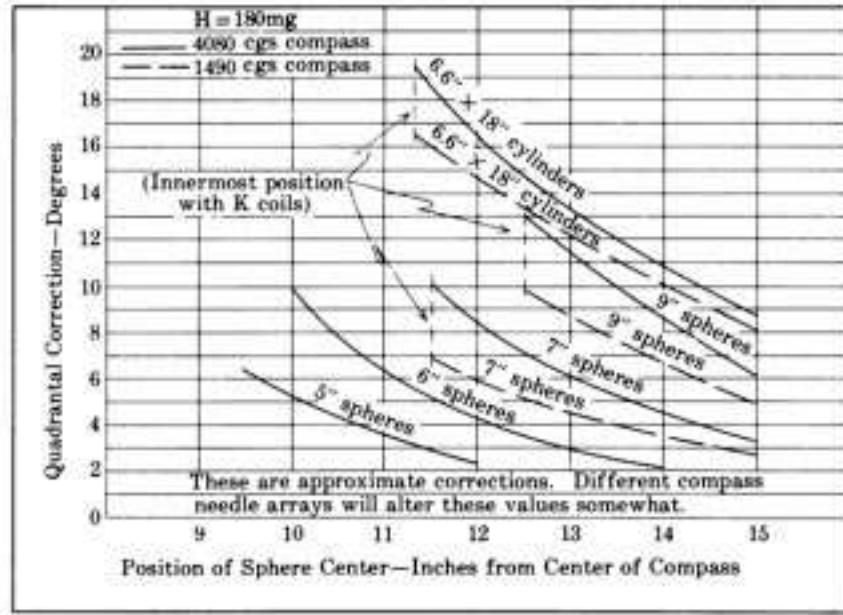 H = 180mg
4080 cgs compass
1490 cgs compass
20
18
16
14
12
10
8
6
4
2
0
Quadrantal Correction—Degrees
6.6" × 18" cylinders
6.6" × 18" cylinders
(Innermost position
with K coils)
9" spheres
9" spheres
7" spheres
7" spheres
6" spheres
5" spheres
These are approximate corrections. Different compass
needle arrays will alter these values somewhat.
9 10 11 12 13 14 15
Position of Sphere Center—Inches from Center of Compass